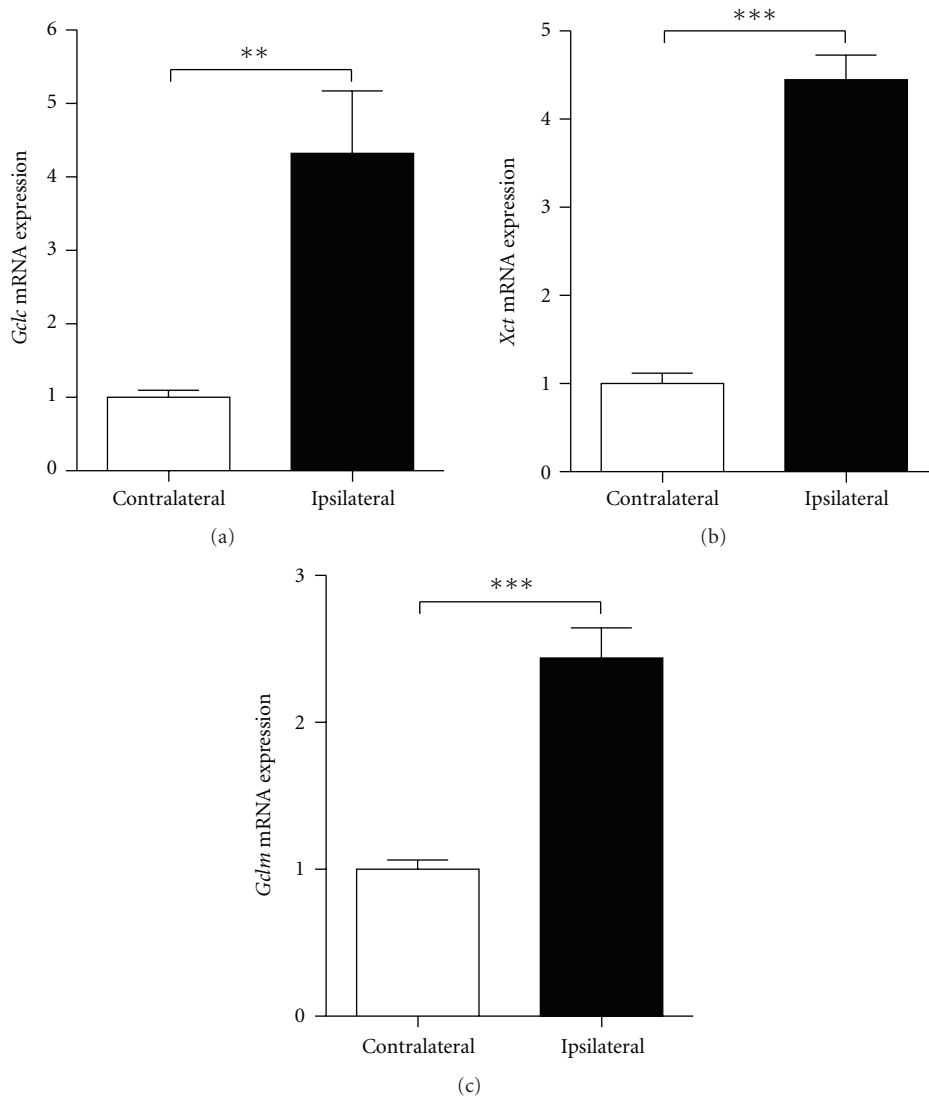 6
5
4
3
2
1
0
Gclc mRNA expression
**
Contralateral
Ipsilateral
(a)
5
4
3
2
1
0
Xct mRNA expression
***
Contralateral
Ipsilateral
(b)
3
2
1
0
Gclm mRNA expression
***
Contralateral
Ipsilateral
(c)